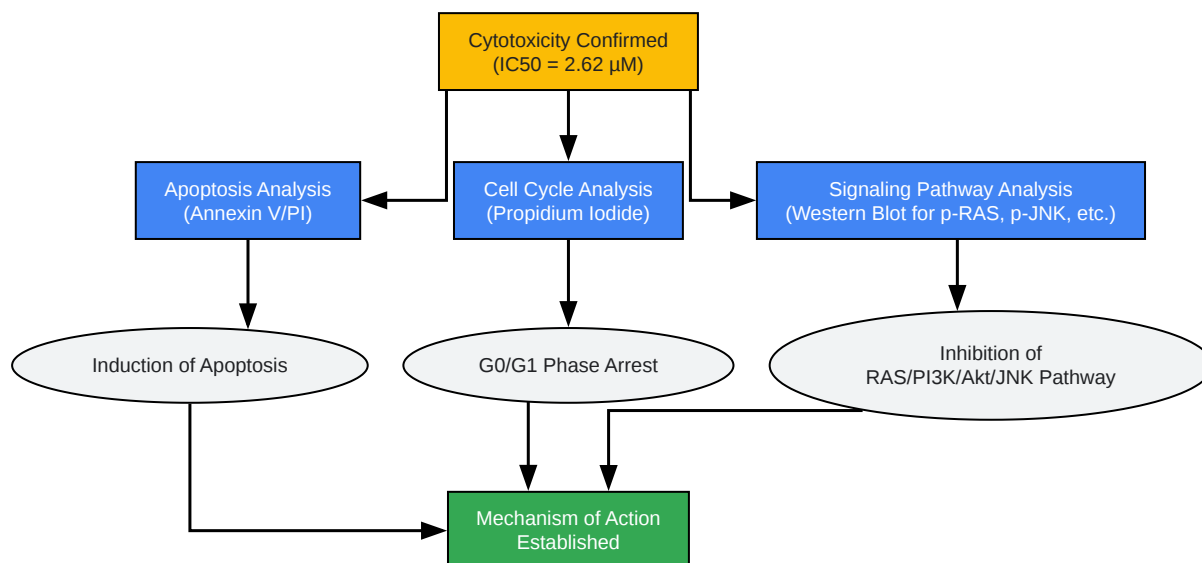 Cytotoxicity Confirmed
(IC50 = 2.62 µM)
Apoptosis Analysis
(Annexin V/PI)
Cell Cycle Analysis
(Propidium Iodide)
Signaling Pathway Analysis
(Western Blot for p-RAS, p-JNK, etc.)
Induction of Apoptosis
G0/G1 Phase Arrest
Inhibition of
RAS/PI3K/Akt/JNK Pathway
Mechanism of Action
Established